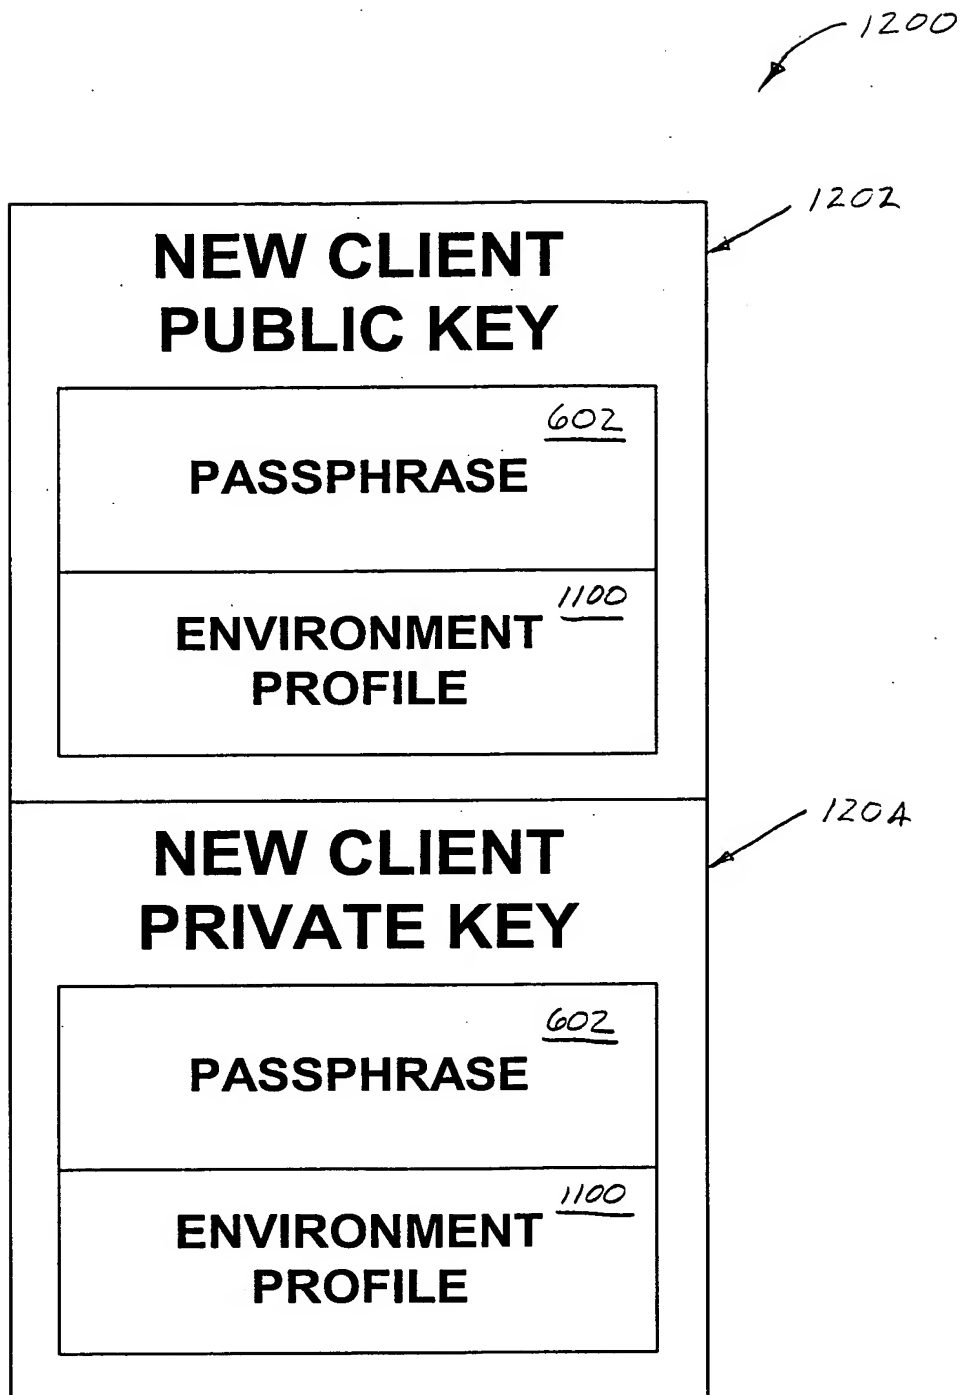 1200
1202
NEW CLIENT
PUBLIC KEY
602
PASSPHRASE
1100
ENVIRONMENT
PROFILE
1204
NEW CLIENT
PRIVATE KEY
602
PASSPHRASE
1100
ENVIRONMENT
PROFILE